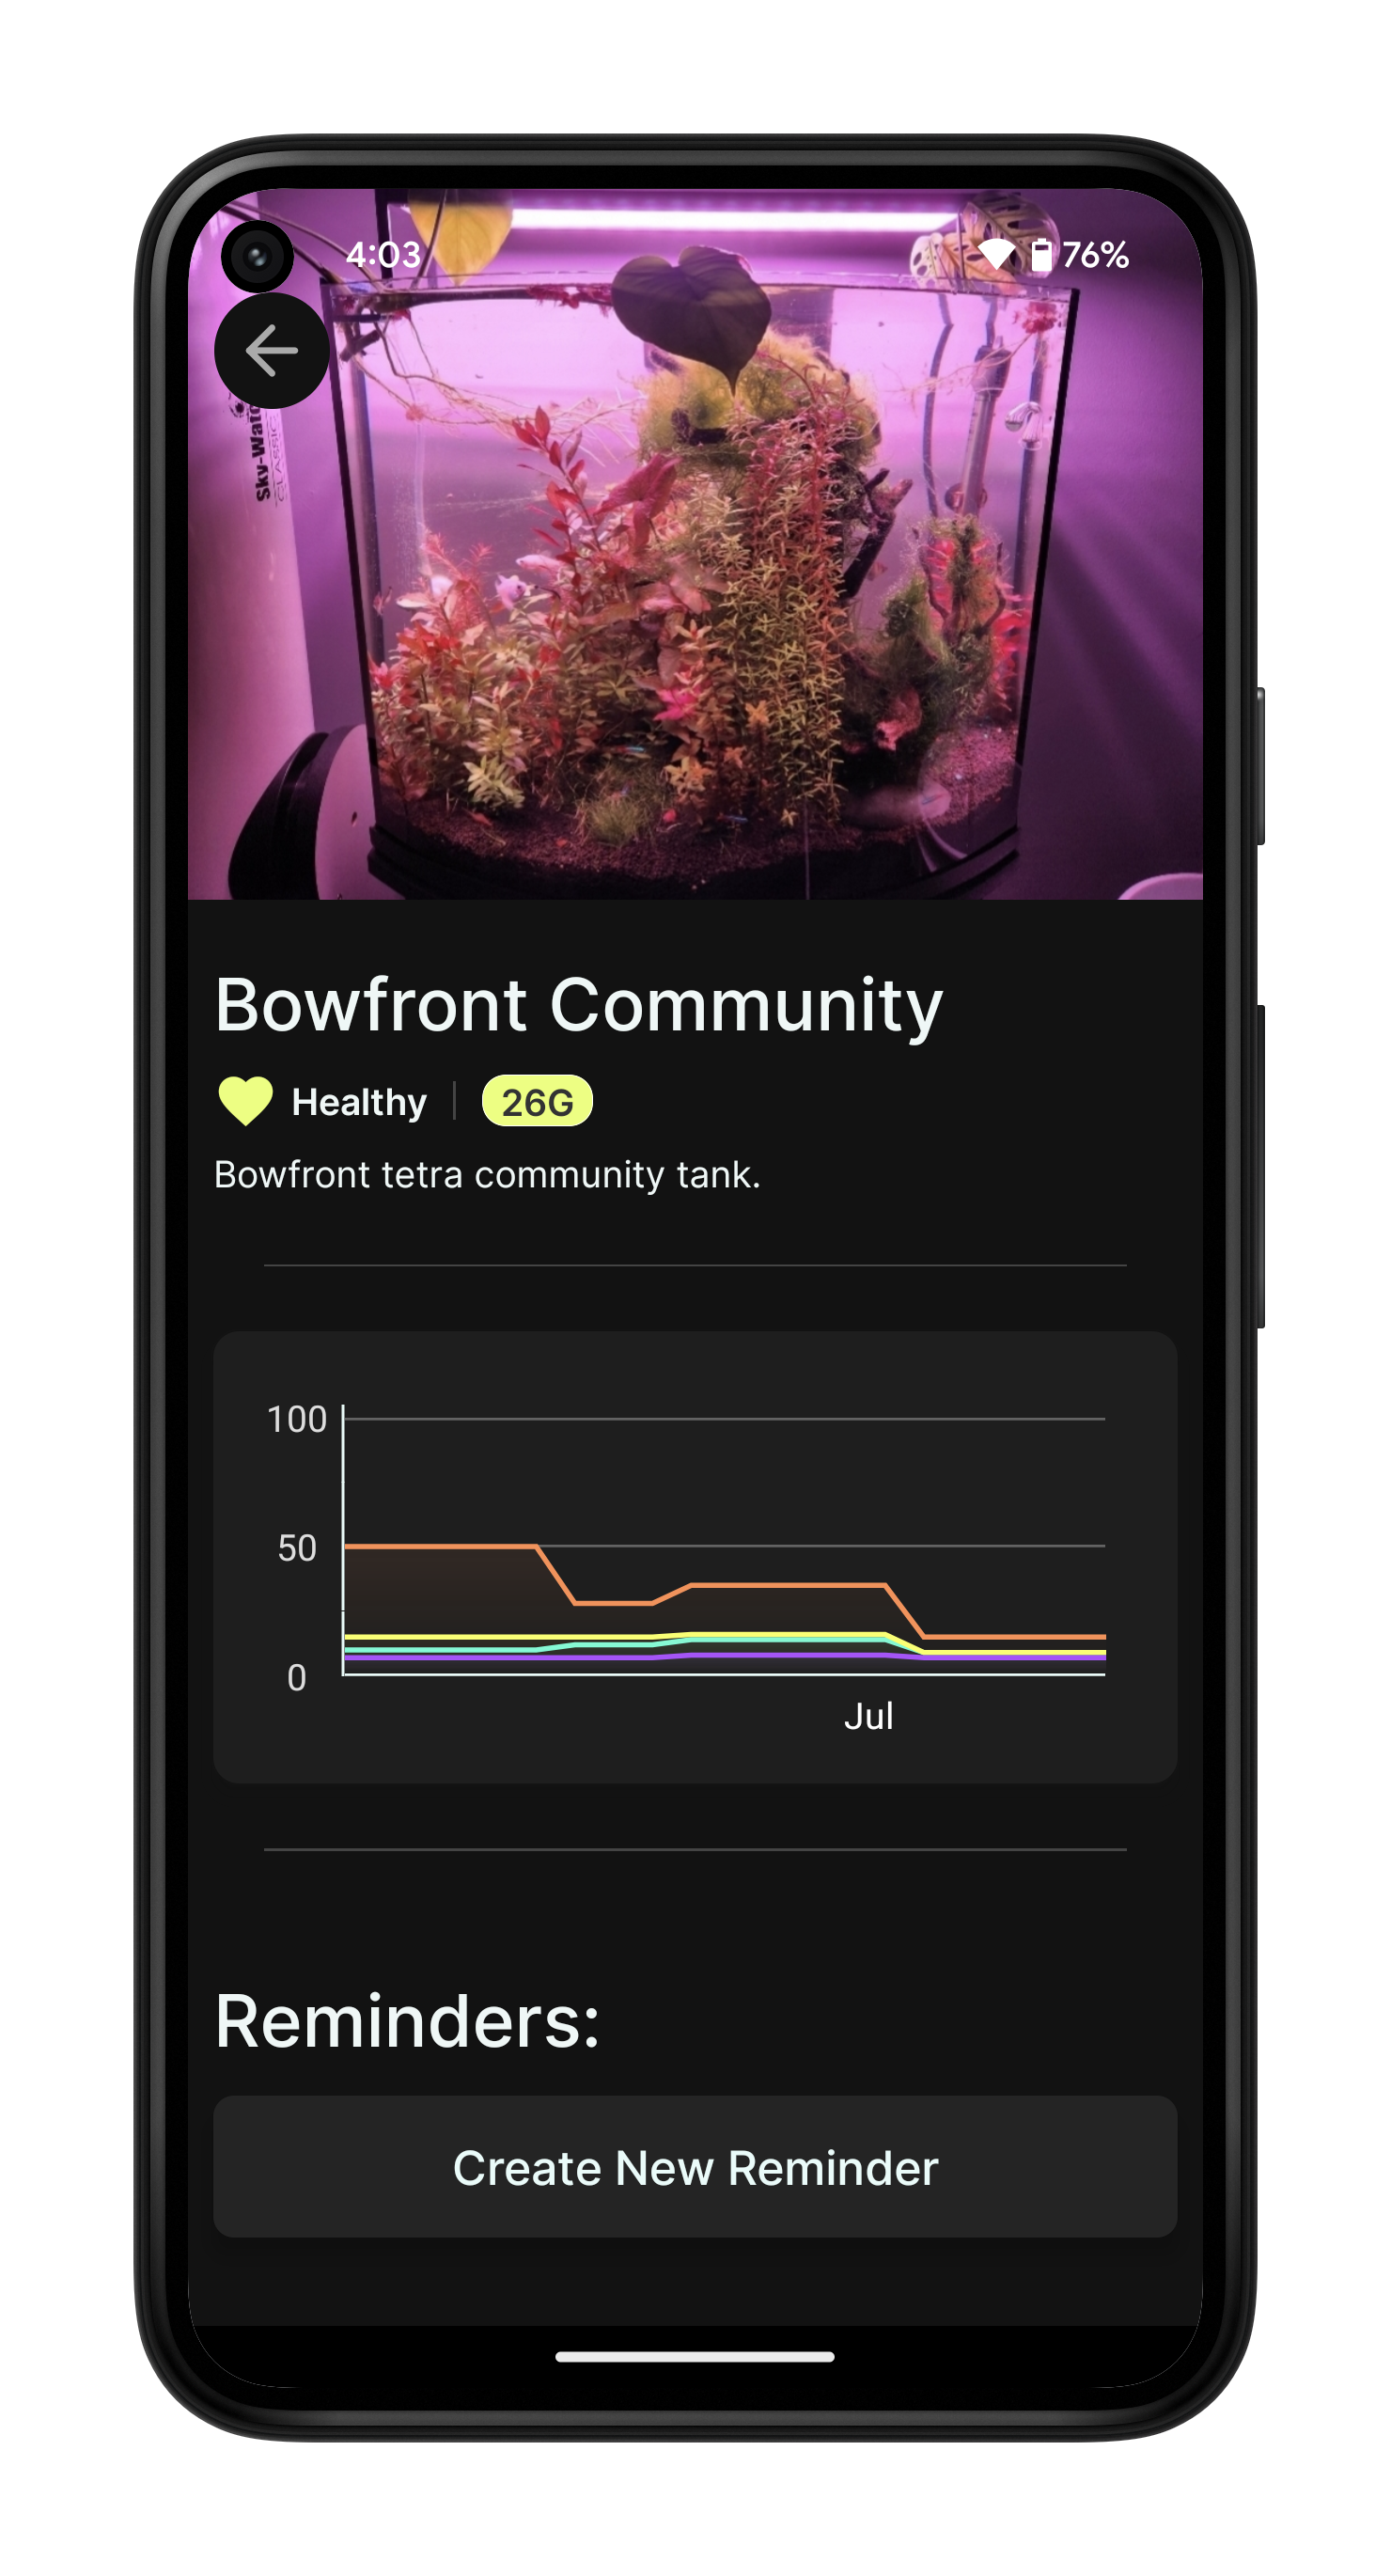 4:03
76%
Sky-Watc
CLASSIC
Bowfront Community
Healthy
26G
Bowfront tetra community tank.
100
50
0
Jul
Reminders:
Create New Reminder